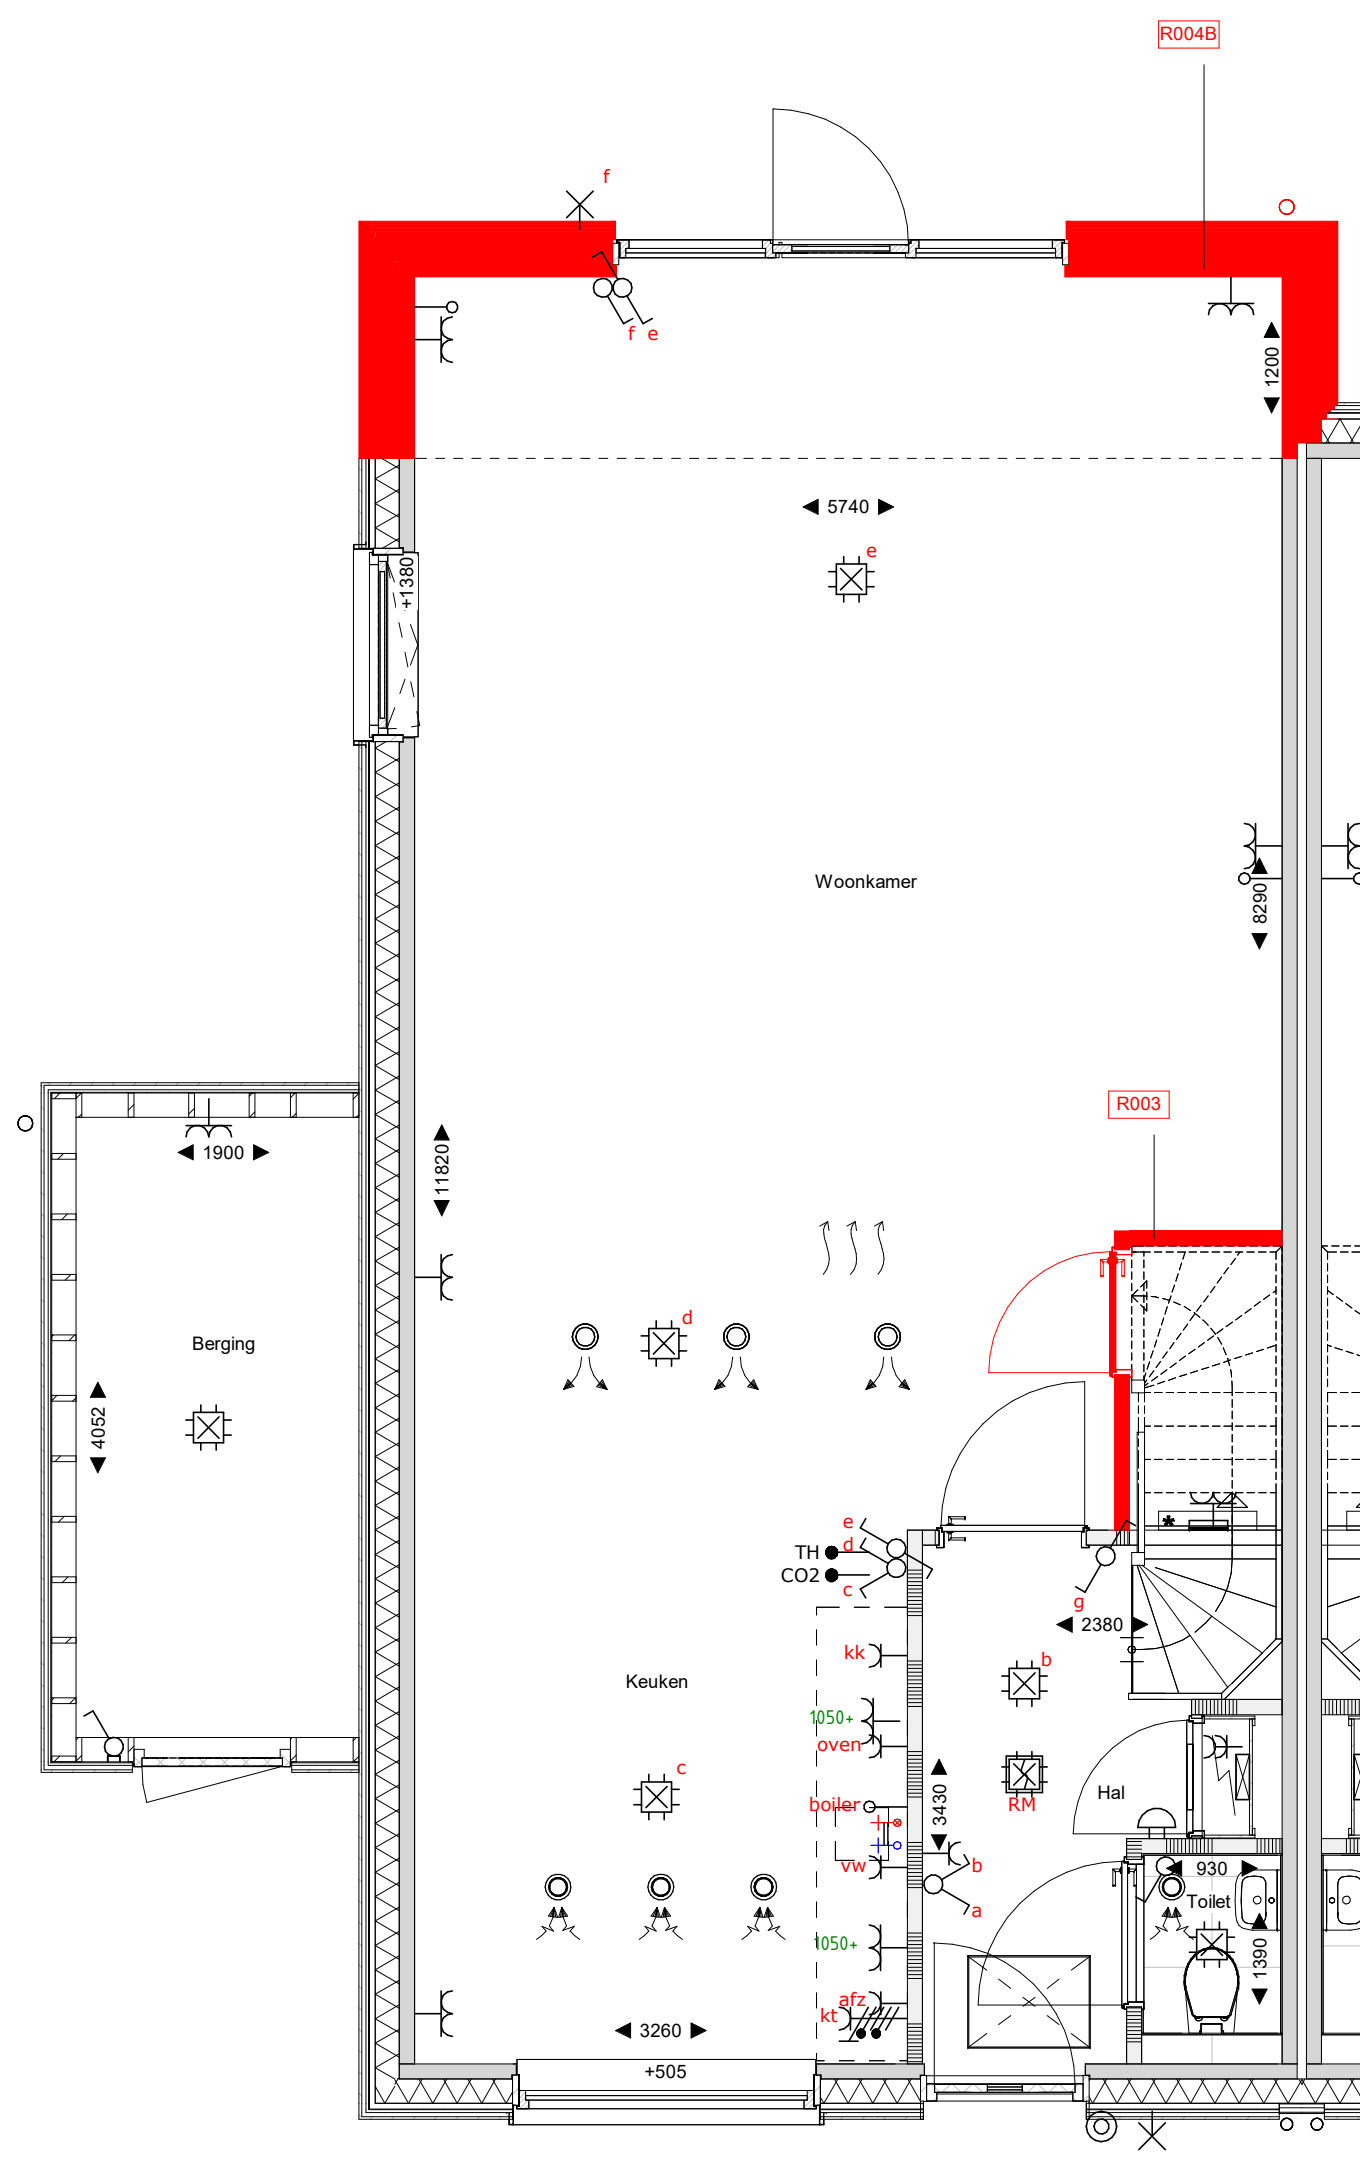 R004B
f
f e
1200
5740
e
+1380
Woonkamer
8290
R003
1900
11820
d
Berging
4052
e
TH
d
CO2
c
*
g
2380
kk
b
Keuken
1050+
oven
c
Hal
boiler
RM
3430
vw
b
930
Toilet
a
1050+
1390
afz
kt
3260
+505